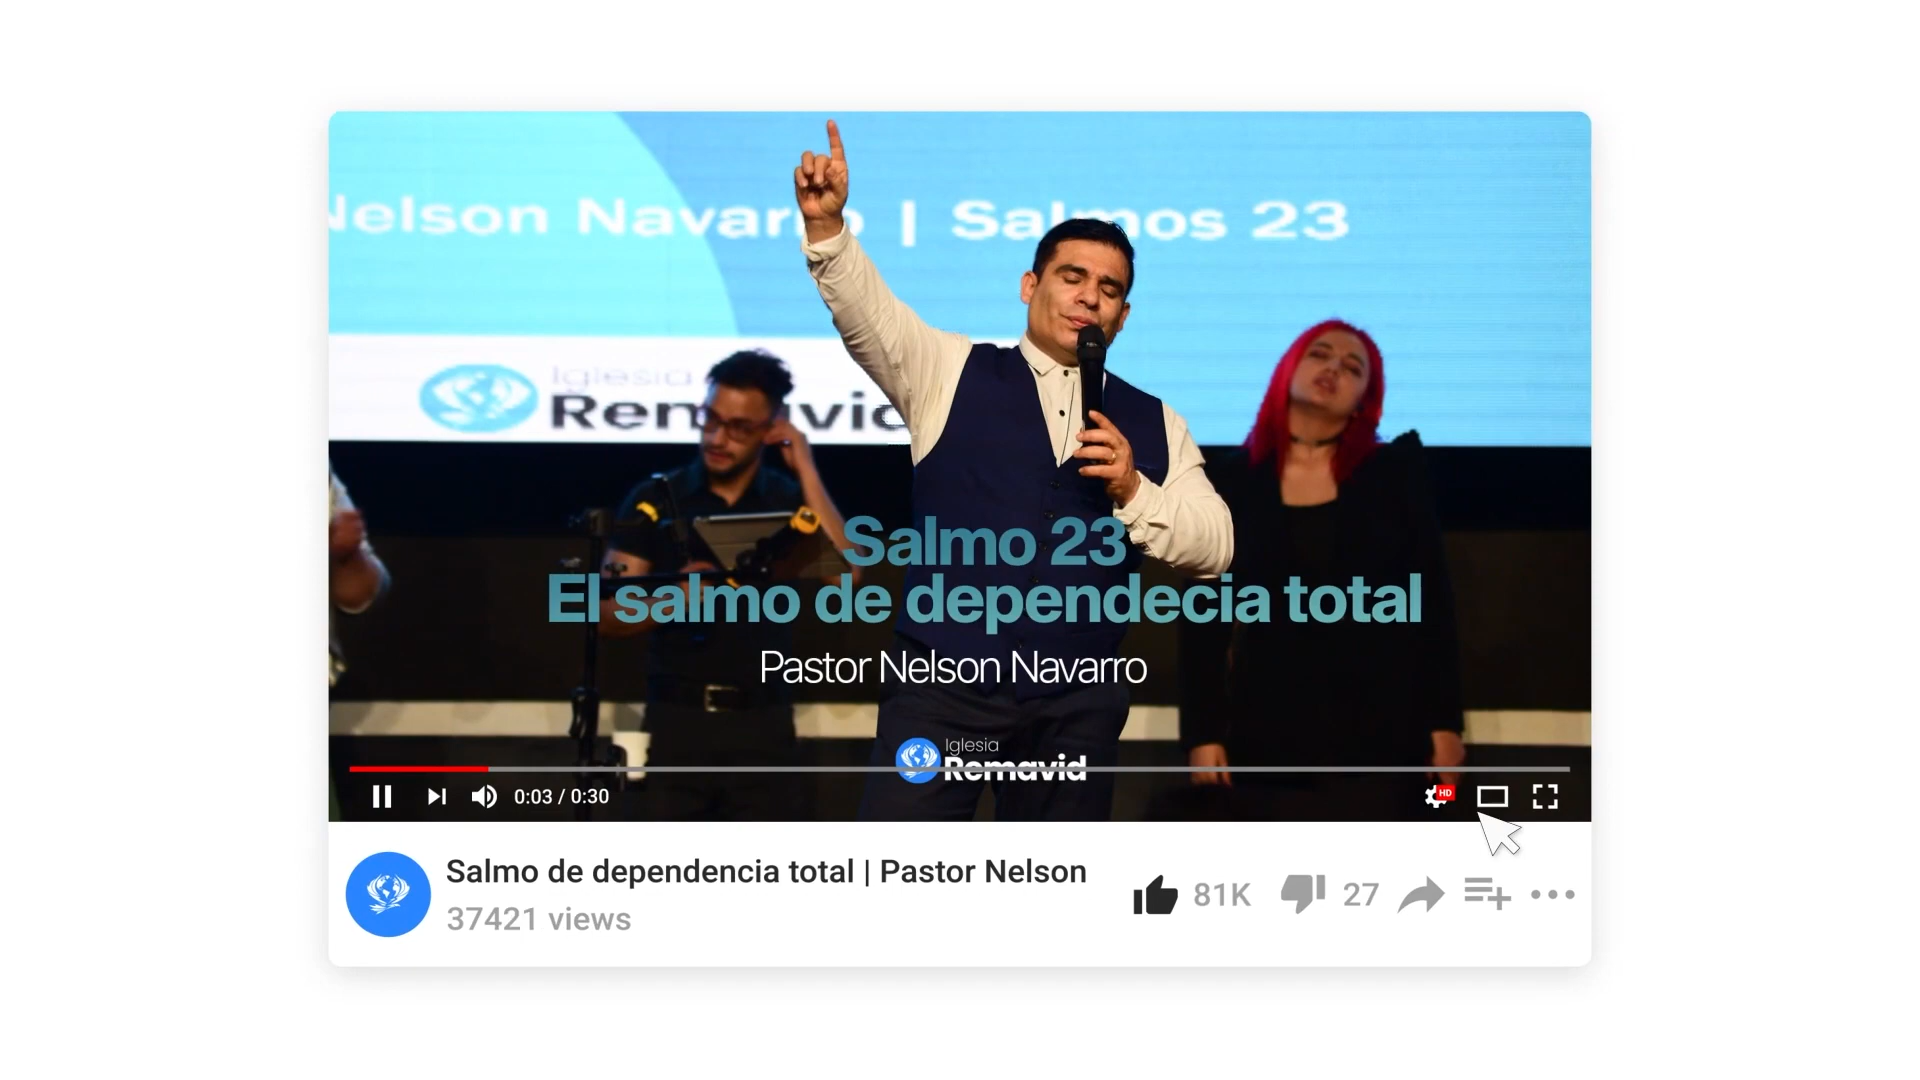 Nelson Navarro | Salmos 23
Iglesia
Remavid
Salmo 23
El salmo de dependecia total
Pastor Nelson Navarro
Iglesia
Remavid
0:03 / 0:30
HD
Salmo de dependencia total | Pastor Nelson
37421 views
81K
27